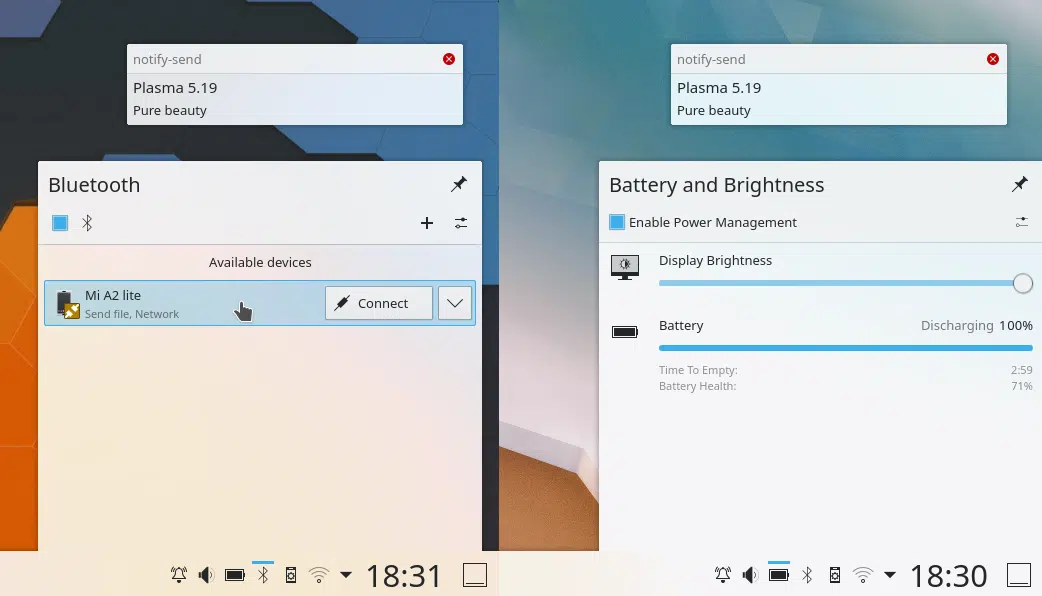 notify-send
Plasma 5.19
Pure beauty
Bluetooth
Available devices
Mi A2 lite
Send file, Network
Connect
18:31
notify-send
Plasma 5.19
Pure beauty
Battery and Brightness
Enable Power Management
Display Brightness
Battery Discharging 100%
Time To Empty: 2:59
Battery Health: 71%
18:30